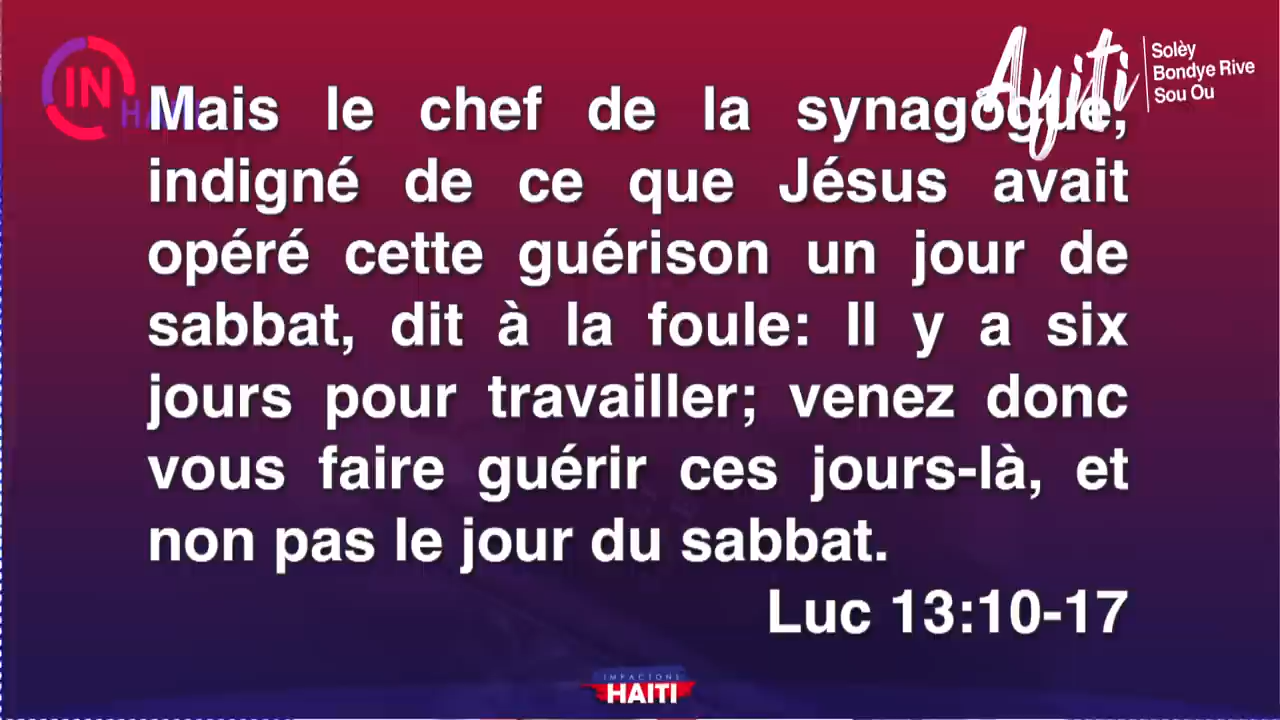 IN
Ayiti
Solèy
Bondye Rive
Sou Ou
Mais le chef de la synagogue,
indigné de ce que Jésus avait
opéré cette guérison un jour de
sabbat, dit à la foule: Il y a six
jours pour travailler; venez donc
vous faire guérir ces jours-là, et
non pas le jour du sabbat.
Luc 13:10-17
IMPACTONS
HAITI